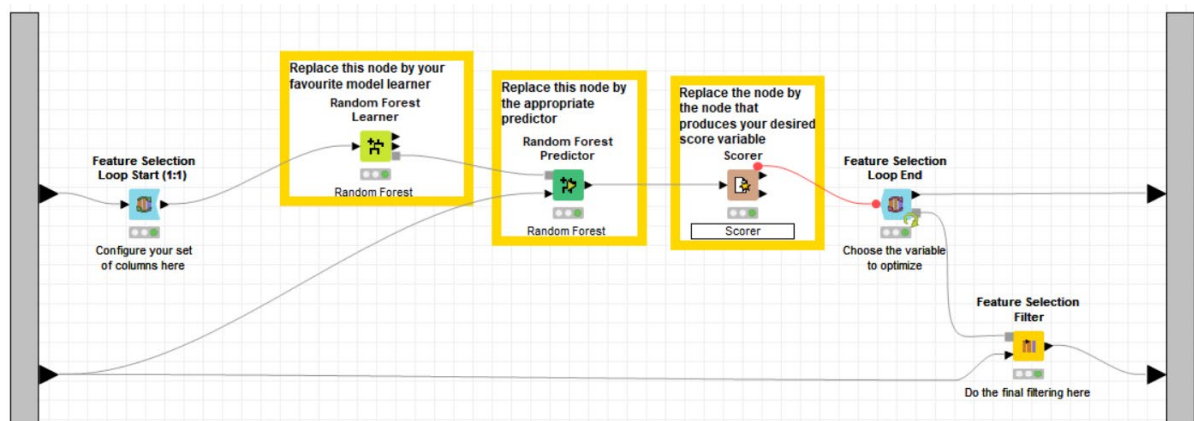 Replace this node by your
favourite model learner
Random Forest
Learner
Random Forest
Replace this node by
the appropriate
predictor
Random Forest
Predictor
Random Forest
Replace the node by
the node that
produces your desired
score variable
Scorer
Scorer
Feature Selection
Loop Start (1:1)
Configure your set
of columns here
Feature Selection
Loop End
Choose the variable
to optimize
Feature Selection
Filter
Do the final filtering here